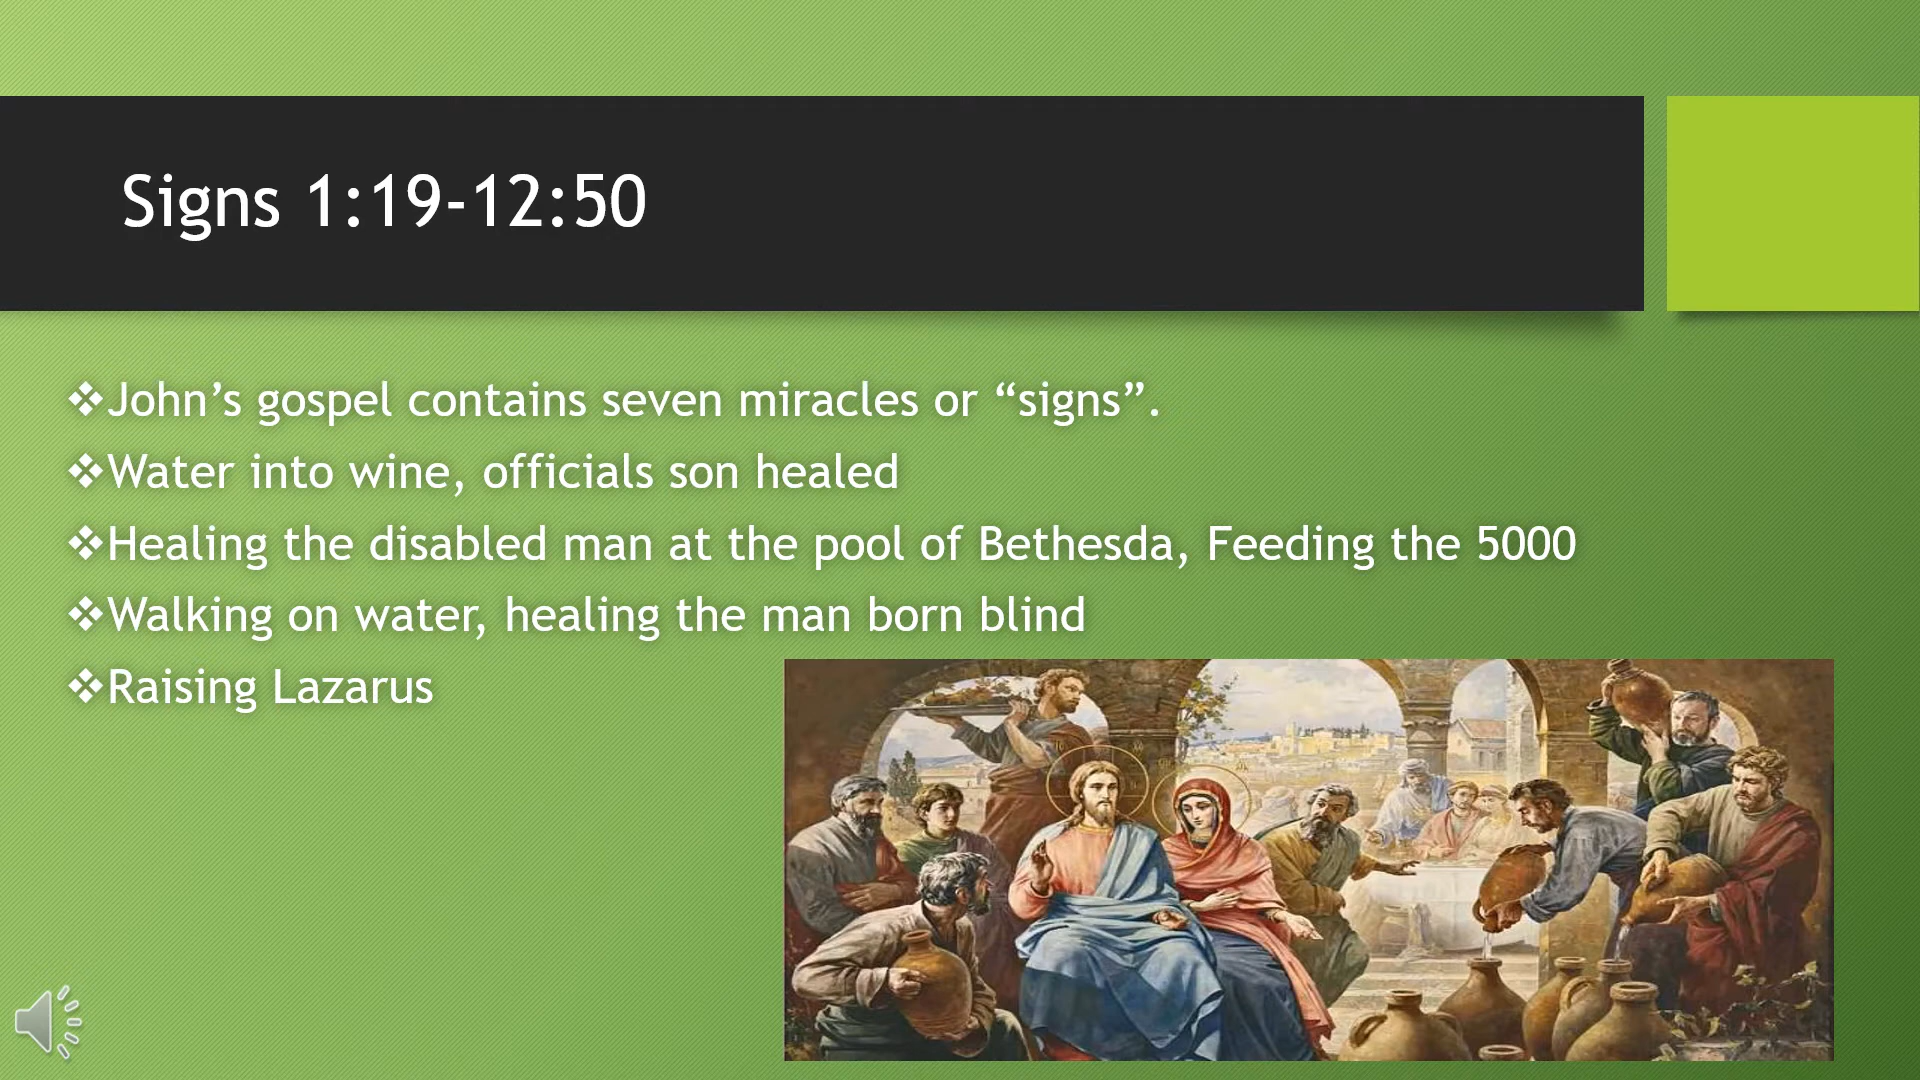 Signs 1:19-12:50
❖John’s gospel contains seven miracles or “signs”.
❖Water into wine, officials son healed
❖Healing the disabled man at the pool of Bethesda, Feeding the 5000
❖Walking on water, healing the man born blind
❖Raising Lazarus